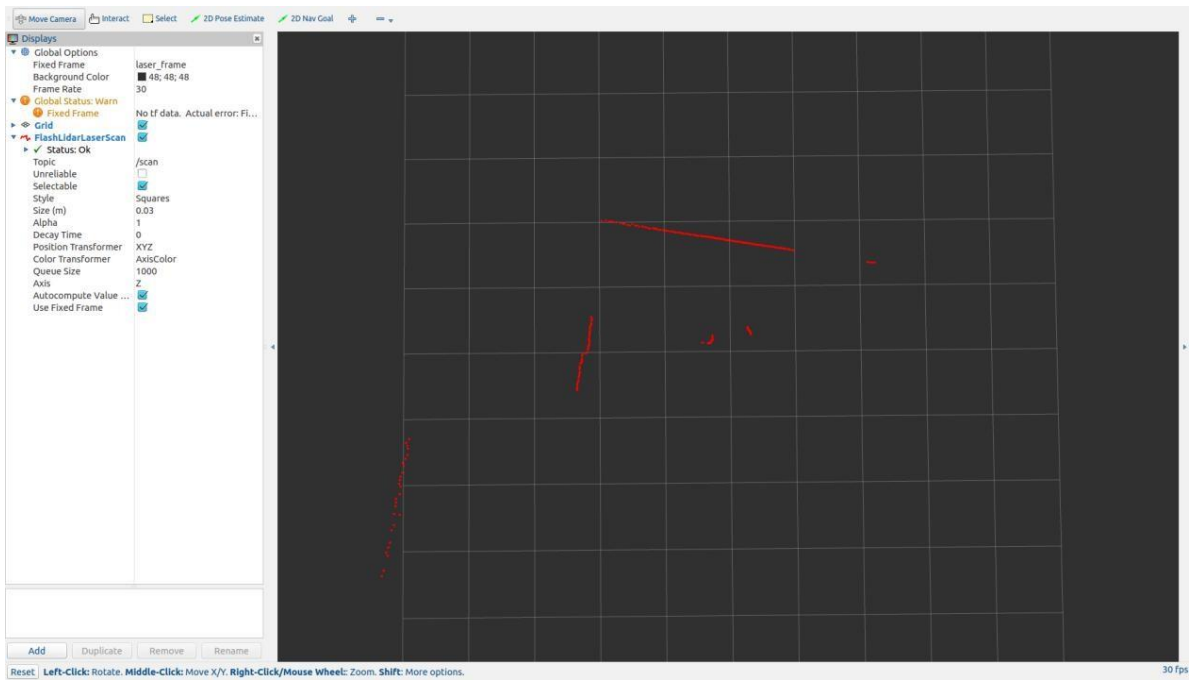 Move Camera Interact Select 2D Pose Estimate 2D Nav Goal
Displays
Global Options
Fixed Frame laser_frame
Background Color 48; 48; 48
Frame Rate 30
Global Status: Warn
Fixed Frame No tf data. Actual error: Fi...
Grid
FlashLidarLaserScan
Status: Ok
Topic /scan
Unreliable
Selectable
Style Squares
Size (m) 0.03
Alpha 1
Decay Time 0
Position Transformer XYZ
Color Transformer AxisColor
Queue Size 1000
Axis Z
Autocompute Value ...
Use Fixed Frame
Add Duplicate Remove Rename
Reset Left-Click: Rotate. Middle-Click: Move X/Y. Right-Click/Mouse Wheel: Zoom. Shift: More options. 30 fps